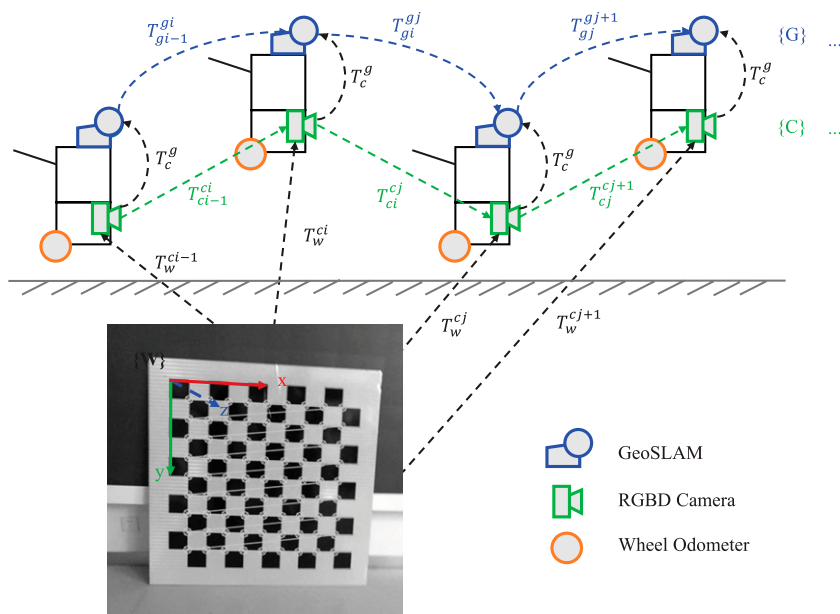 T_{gi-1}^{gi}
T_{gi}^{gj}
T_{gj}^{gj+1}
{G} ...
T_c^g
T_c^g
{C} ...
T_c^g
T_c^g
T_{ci-1}^{ci}
T_{ci}^{cj}
T_{cj}^{cj+1}
T_w^{ci-1}
T_w^{ci}
T_w^{cj}
T_w^{cj+1}
{W}
x
z
y
GeoSLAM
RGBD Camera
Wheel Odometer